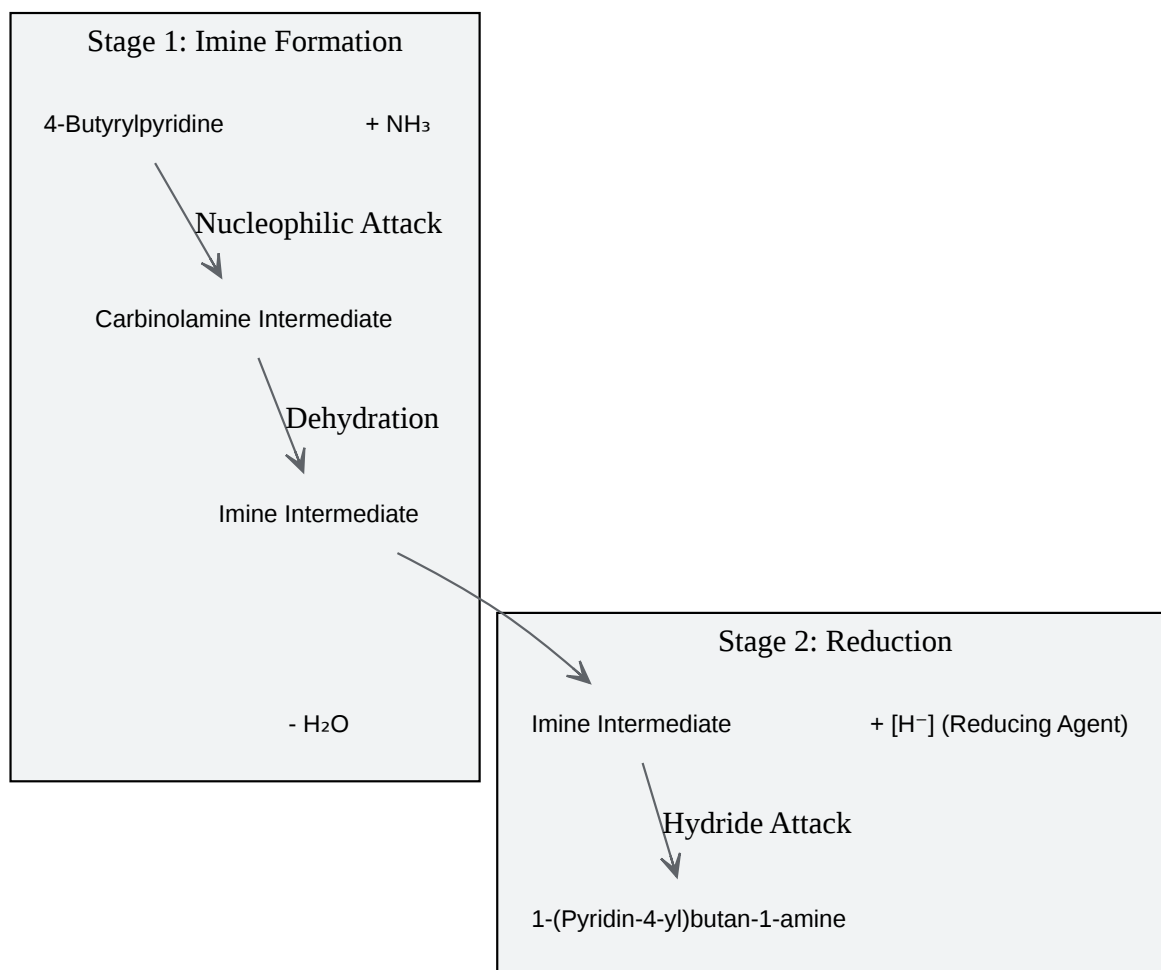 Stage 1: Imine Formation
4-Butyrylpyridine
+ NH₃
Nucleophilic Attack
Carbinolamine Intermediate
Dehydration
Imine Intermediate
- H₂O
Stage 2: Reduction
Imine Intermediate
+ [H⁻] (Reducing Agent)
Hydride Attack
1-(Pyridin-4-yl)butan-1-amine